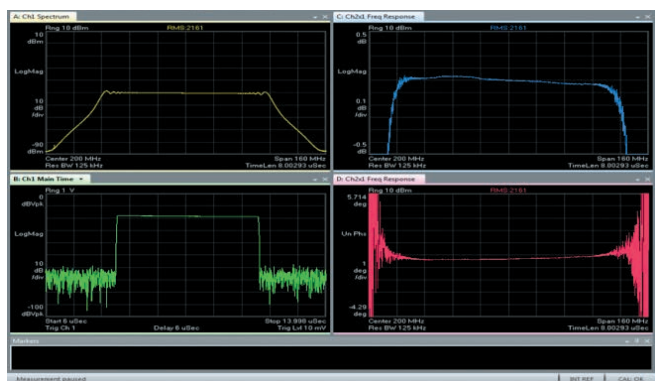 A: Ch1 Spectrum
Rng 10 dBm
RMS:2161
10
dBm
LogMag
10
dB
/div
-90
dBm
Center 200 MHz
Span 160 MHz
Res BW 125 kHz
TimeLen 8.00293 uSec
C: Ch2x1 Freq Response
Rng 10 dBm
RMS:2161
0.5
dB
LogMag
0.1
dB
/div
-0.5
dB
Center 200 MHz
Span 160 MHz
Res BW 125 kHz
TimeLen 8.00293 uSec
B: Ch1 Main Time
Rng 1 V
0
dBVpk
LogMag
10
dB
/div
-100
dBVpk
Start 6 uSec
Stop 13.998 uSec
Trig Ch 1
Delay 6 uSec
Trig Lvl 10 mV
D: Ch2x1 Freq Response
Rng 10 dBm
RMS:2161
5.714
deg
Un Phs
1
deg
/div
-4.29
deg
Center 200 MHz
Span 160 MHz
Res BW 125 kHz
TimeLen 8.00293 uSec
Markers
Measurement paused
INT REF
CAL: OK